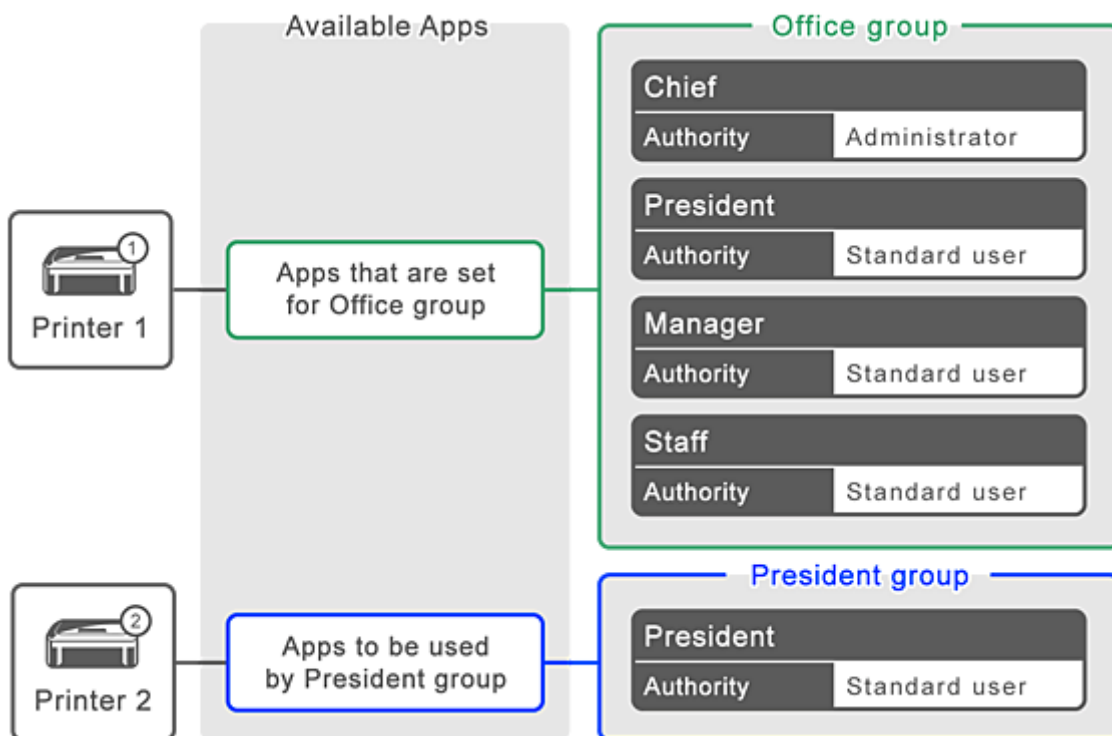 Available Apps
Office group
Chief
Authority Administrator
President
Authority Standard user
Manager
Authority Standard user
Staff
Authority Standard user
1
Printer 1
Apps that are set
for Office group
President group
President
Authority Standard user
2
Printer 2
Apps to be used
by President group